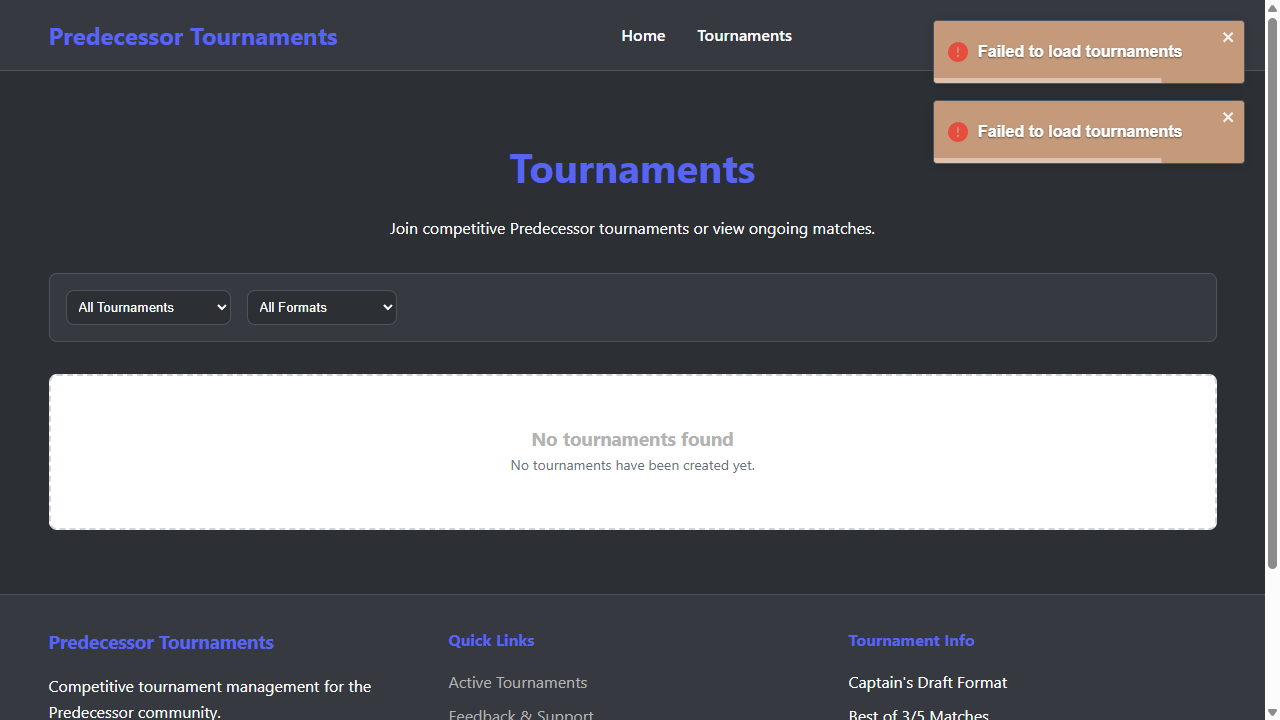 Predecessor Tournaments
Home
Tournaments
Failed to load tournaments
Failed to load tournaments
Tournaments
Join competitive Predecessor tournaments or view ongoing matches.
All Tournaments
All Formats
No tournaments found
No tournaments have been created yet.
Predecessor Tournaments
Competitive tournament management for the
Predecessor community.
Quick Links
Active Tournaments
Feedback & Support
Tournament Info
Captain's Draft Format
Best of 3/5 Matches